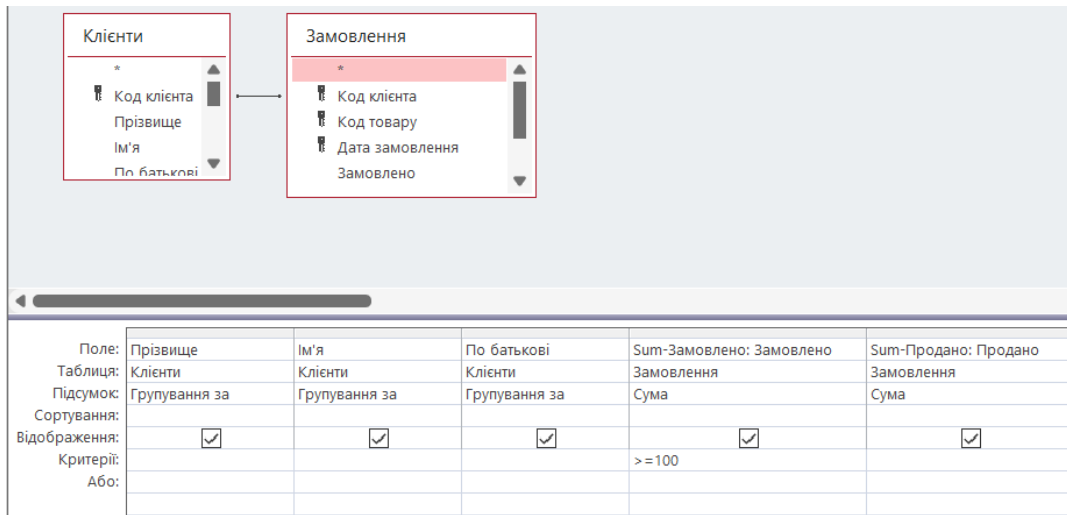 Клієнти
*
Код клієнта
Прізвище
Ім'я
По батькові
Замовлення
*
Код клієнта
Код товару
Дата замовлення
Замовлено
Поле: Прізвище Ім'я По батькові Sum-Замовлено: Замовлено Sum-Продано: Продано
Таблиця: Клієнти Клієнти Клієнти Замовлення Замовлення
Підсумок: Групування за Групування за Групування за Сума Сума
Сортування:
Відображення:
Критерії: >=100
Або: